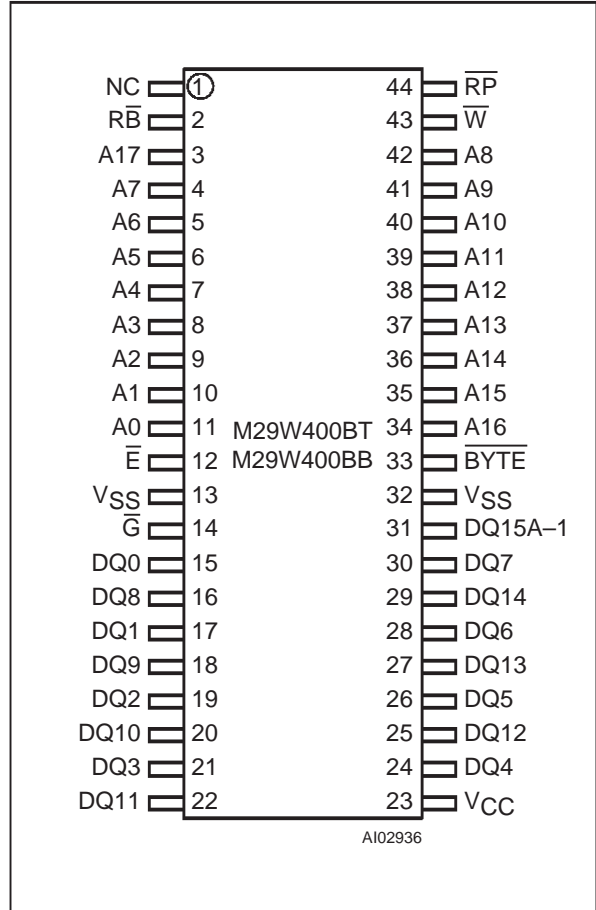 NC 1 44 R̅P̅
RB̅ 2 43 W̅
A17 3 42 A8
A7 4 41 A9
A6 5 40 A10
A5 6 39 A11
A4 7 38 A12
A3 8 37 A13
A2 9 36 A14
A1 10 35 A15
A0 11 M29W400BT 34 A16
E̅ 12 M29W400BB 33 B̅Y̅T̅E̅
VSS 13 32 VSS
G̅ 14 31 DQ15A–1
DQ0 15 30 DQ7
DQ8 16 29 DQ14
DQ1 17 28 DQ6
DQ9 18 27 DQ13
DQ2 19 26 DQ5
DQ10 20 25 DQ12
DQ3 21 24 DQ4
DQ11 22 23 VCC
AI02936